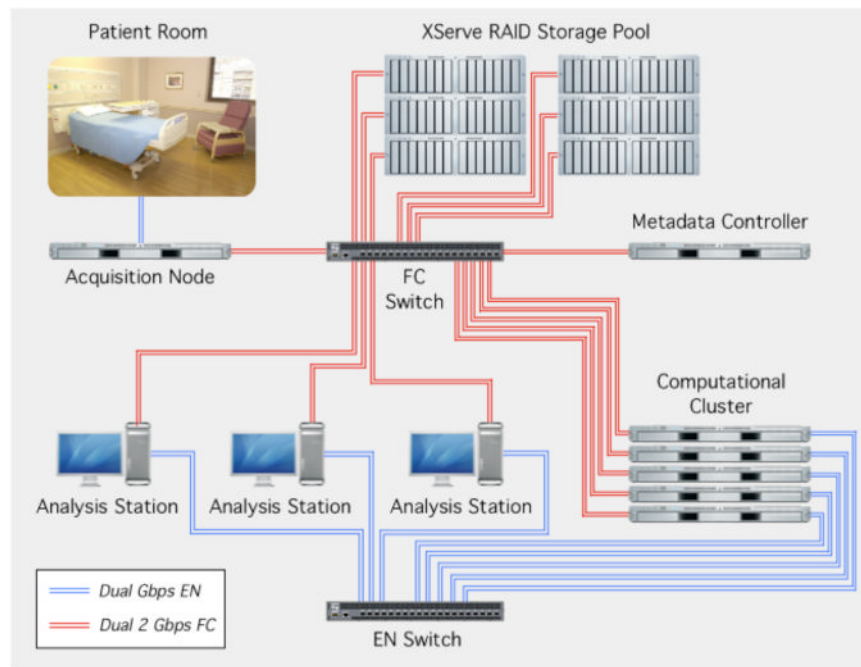 Patient Room
XServe RAID Storage Pool
Acquisition Node
FC
Switch
Metadata Controller
Computational
Cluster
Analysis Station
Analysis Station
Analysis Station
Dual Gbps EN
Dual 2 Gbps FC
EN Switch